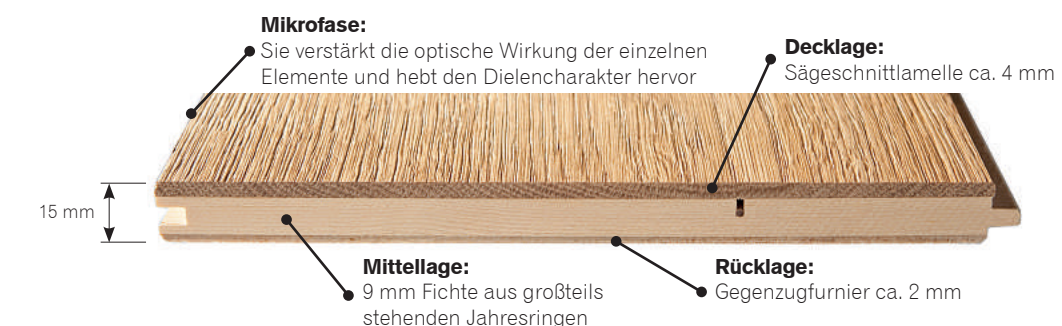 Mikrofase:
Sie verstärkt die optische Wirkung der einzelnen
Elemente und hebt den Dielencharakter hervor
Decklage:
Sägeschnittlamelle ca. 4 mm
15 mm
Mittellage:
9 mm Fichte aus großteils
stehenden Jahresringen
Rücklage:
Gegenzugfurnier ca. 2 mm